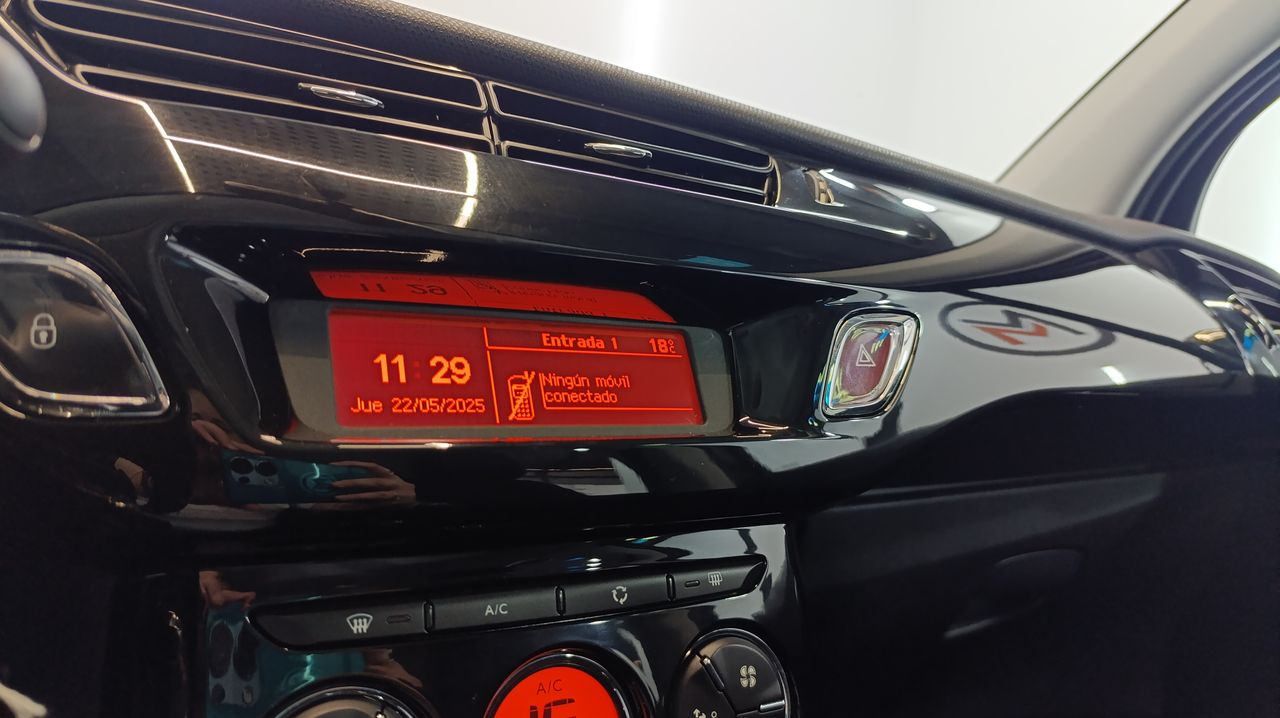 Entrada 1 18°C
11:29
Jue 22/05/2025
Ningún móvil
conectado
A/C
A/C